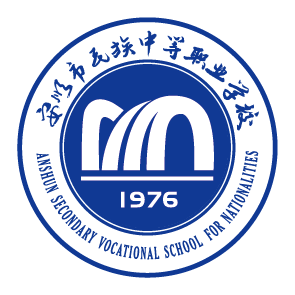 安顺市民族中等职业学校
1976
ANSHUN SECONDARY VOCATIONAL SCHOOL FOR NATIONALITIES